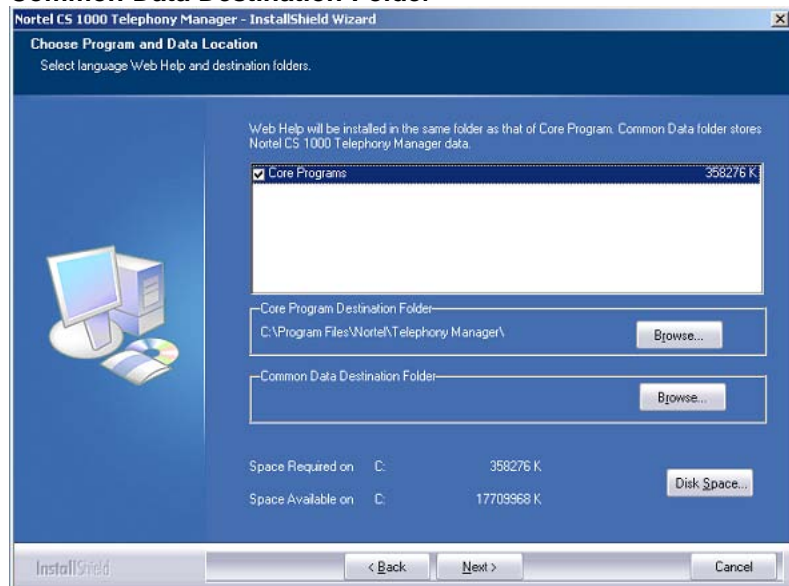 Common Data Destination Folder
Nortel CS 1000 Telephony Manager - InstallShield Wizard
Choose Program and Data Location
Select language Web Help and destination folders.
Web Help will be installed in the same folder as that of Core Program. Common Data folder stores
Nortel CS 1000 Telephony Manager data.
Core Programs 358276 K
Core Program Destination Folder
C:\Program Files\Nortel\Telephony Manager\
Browse...
Common Data Destination Folder
Browse...
Space Required on C: 358276 K
Disk Space...
Space Available on C: 17709968 K
InstallShield
< Back Next > Cancel